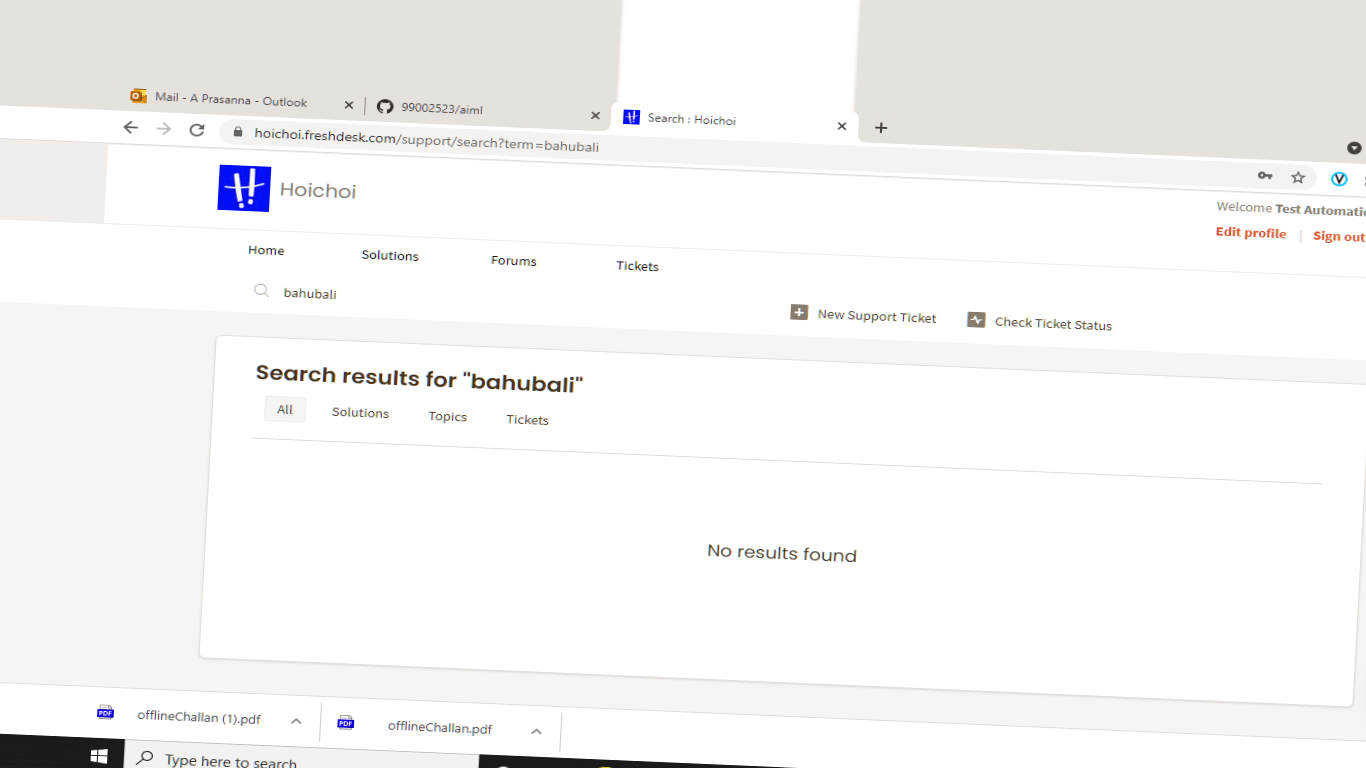 Mail - A Prasanna - Outlook
99002523/aiml
Search : Hoichoi
hoichoi.freshdesk.com/support/search?term=bahubali
Hoichoi
Welcome Test Automatic
Edit profile | Sign out
Home Solutions Forums Tickets
bahubali
New Support Ticket Check Ticket Status
Search results for "bahubali"
All Solutions Topics Tickets
No results found
offlineChallan (1).pdf
offlineChallan.pdf
Type here to search